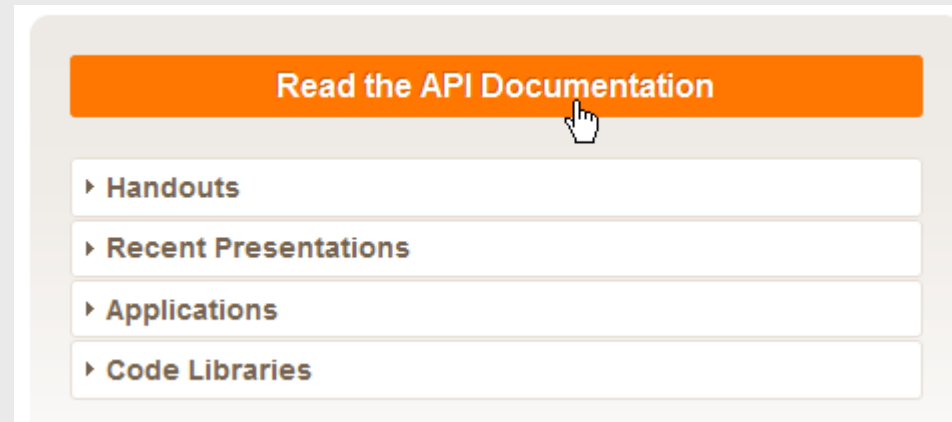 Read the API Documentation
Handouts
Recent Presentations
Applications
Code Libraries